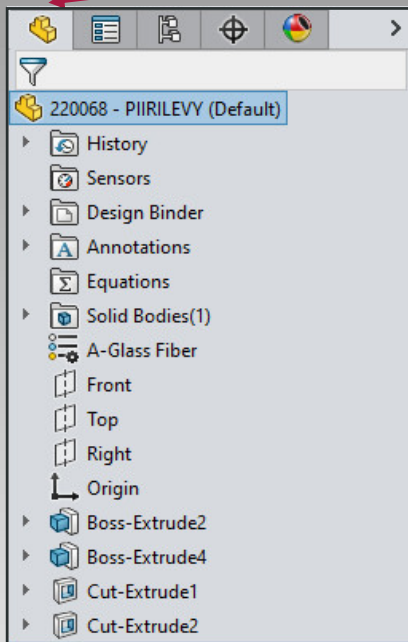 220068 - PIIRILEVY (Default)
History
Sensors
Design Binder
Annotations
Equations
Solid Bodies(1)
A-Glass Fiber
Front
Top
Right
Origin
Boss-Extrude2
Boss-Extrude4
Cut-Extrude1
Cut-Extrude2